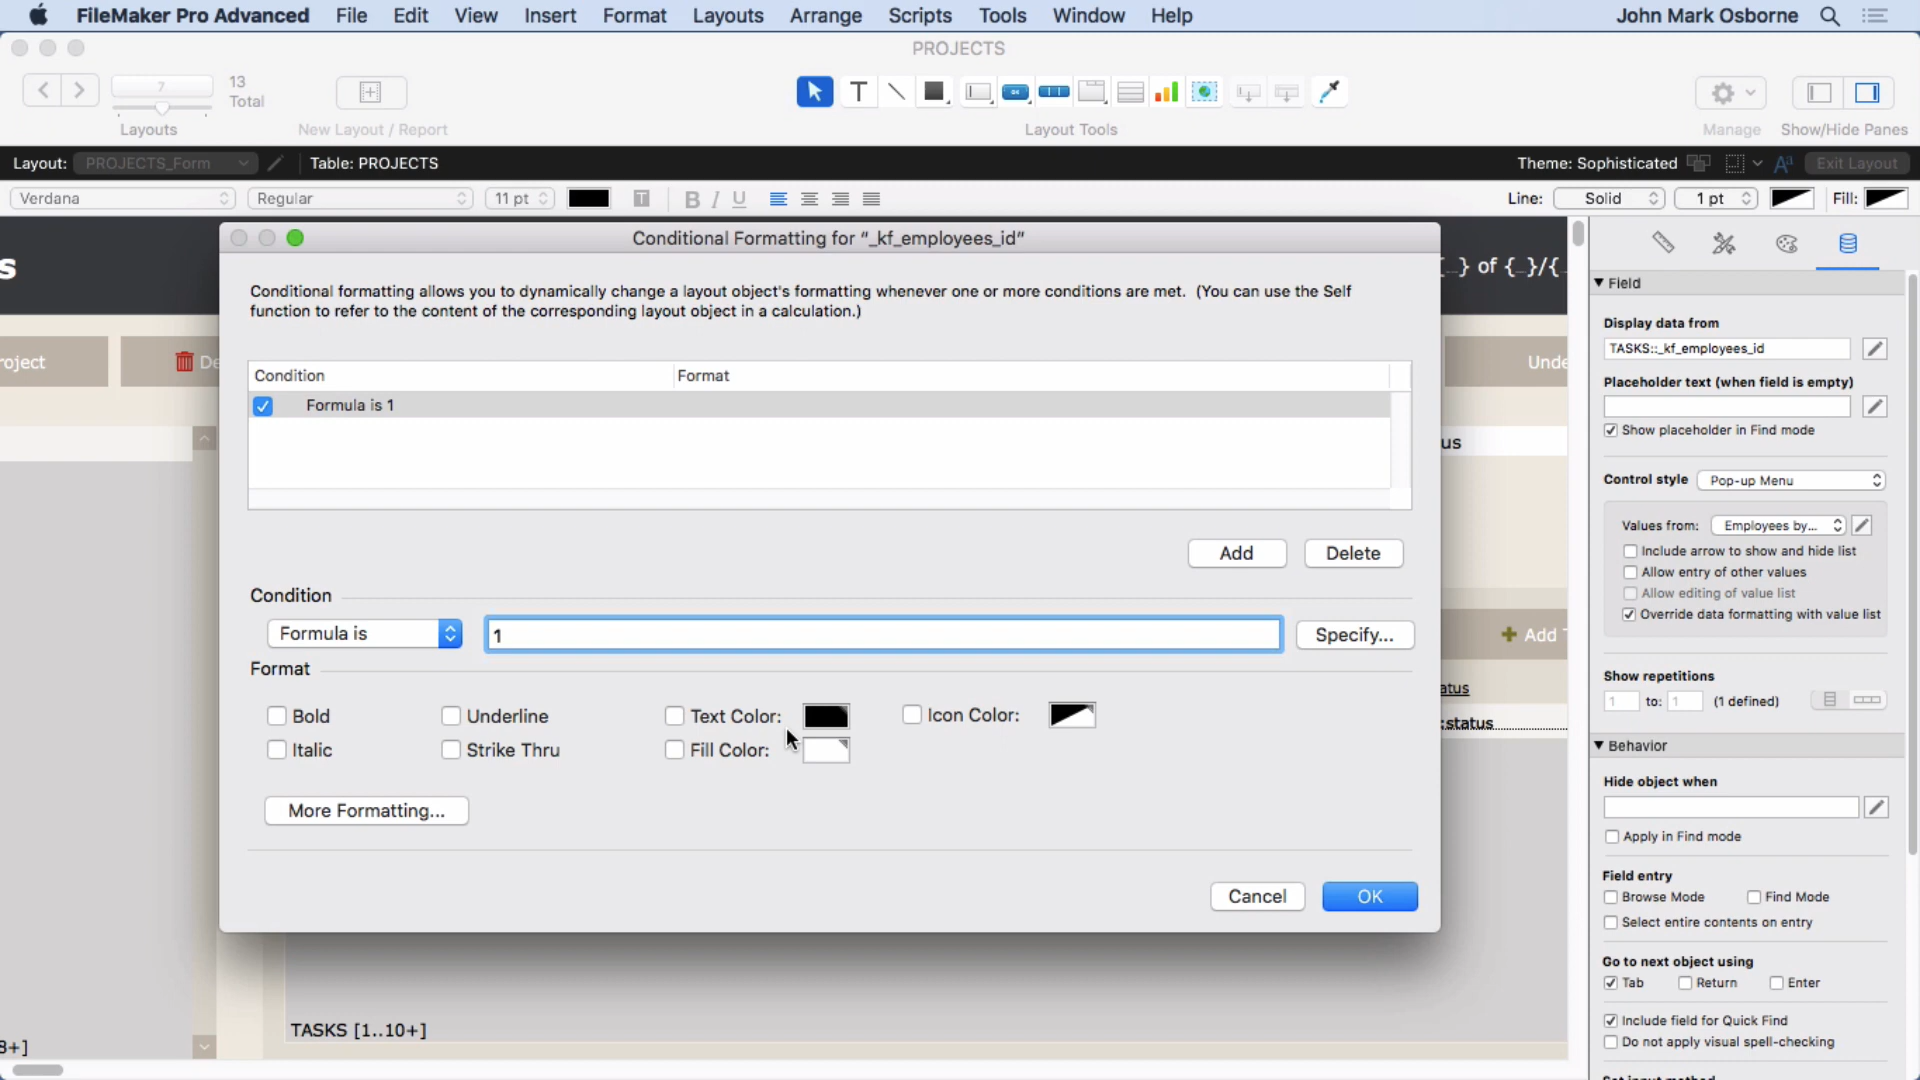 FileMaker Pro Advanced File Edit View Insert Format Layouts Arrange Scripts Tools Window Help John Mark Osborne
PROJECTS
7
13
Total
Layouts
New Layout / Report
Layout Tools
Manage
Show/Hide Panes
Layout: PROJECTS_Form Table: PROJECTS Theme: Sophisticated Exit Layout
Verdana Regular 11 pt B I U Line: Solid 1 pt Fill:
s
Conditional Formatting for "_kf_employees_id"
} of {_}/{
Conditional formatting allows you to dynamically change a layout object's formatting whenever one or more conditions are met. (You can use the Self
function to refer to the content of the corresponding layout object in a calculation.)
roject
De
Unde
Condition Format
Formula is 1
us
Add Delete
Condition
Formula is 1 Specify...
Add
Format
atus
Bold Underline Text Color: Icon Color:
:status
Italic Strike Thru Fill Color:
More Formatting...
Cancel OK
TASKS [1..10+]
8+]
Field
Display data from
TASKS::_kf_employees_id
Placeholder text (when field is empty)
Show placeholder in Find mode
Control style Pop-up Menu
Values from: Employees by...
Include arrow to show and hide list
Allow entry of other values
Allow editing of value list
Override data formatting with value list
Show repetitions
1 to: 1 (1 defined)
Behavior
Hide object when
Apply in Find mode
Field entry
Browse Mode Find Mode
Select entire contents on entry
Go to next object using
Tab Return Enter
Include field for Quick Find
Do not apply visual spell-checking
Set input method